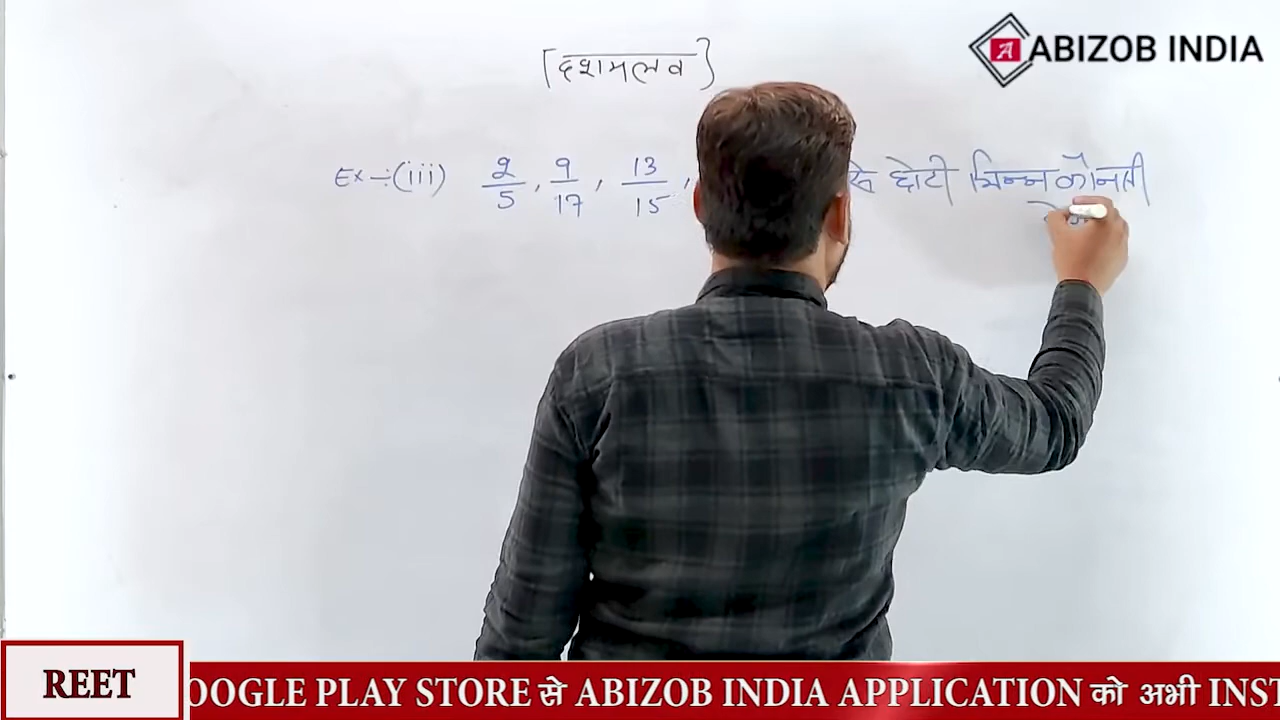 ABIZOB INDIA
[दशमलव]
Ex-:(iii) 2/5, 9/17, 13/15, से छोटी भिन्न कौनसी
REET
OOGLE PLAY STORE से ABIZOB INDIA APPLICATION को अभी INST